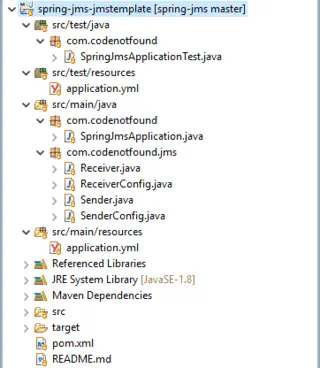 spring-jms-jmstemplate [spring-jms master]
src/test/java
com.codenotfound
SpringJmsApplicationTest.java
src/test/resources
application.yml
src/main/java
com.codenotfound
SpringJmsApplication.java
com.codenotfound.jms
Receiver.java
ReceiverConfig.java
Sender.java
SenderConfig.java
src/main/resources
application.yml
Referenced Libraries
JRE System Library [JavaSE-1.8]
Maven Dependencies
src
target
pom.xml
README.md